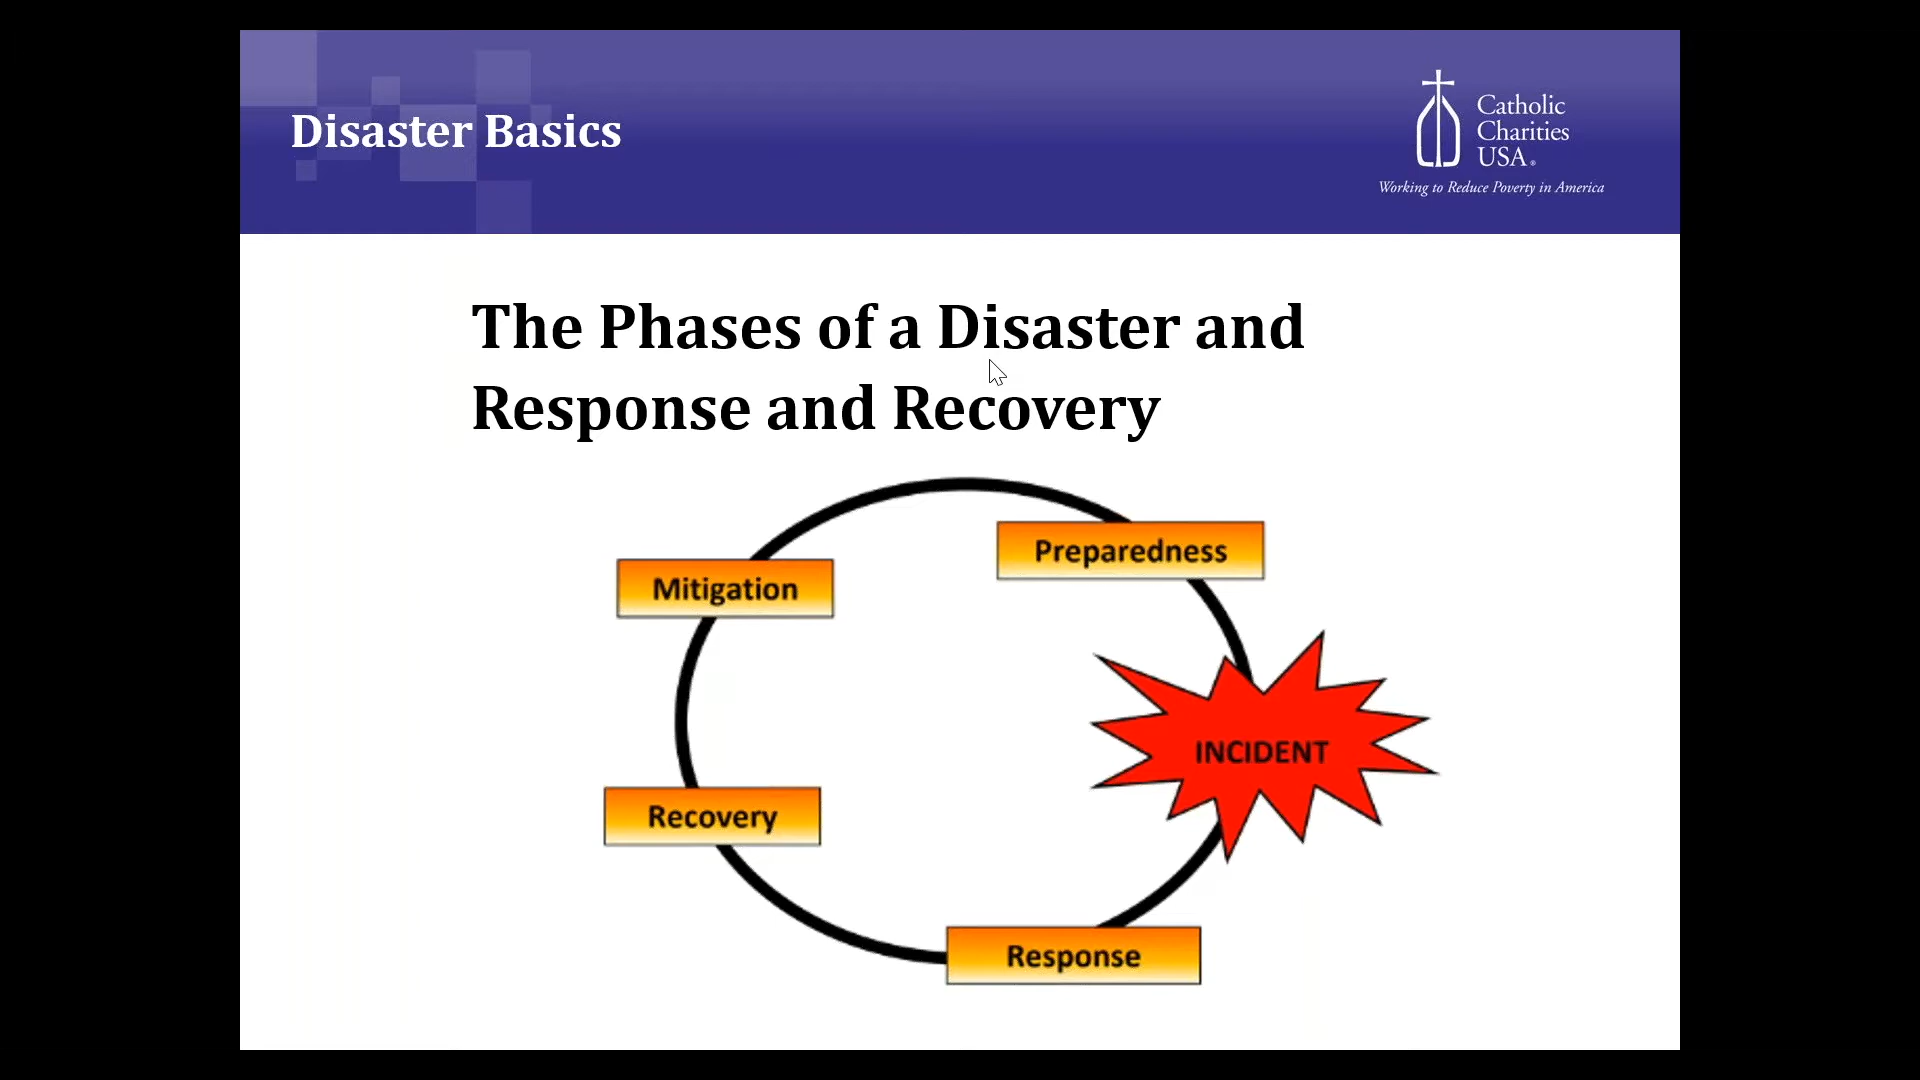 Disaster Basics
Catholic
Charities
USA®
Working to Reduce Poverty in America
The Phases of a Disaster and
Response and Recovery
Preparedness
Mitigation
INCIDENT
Recovery
Response